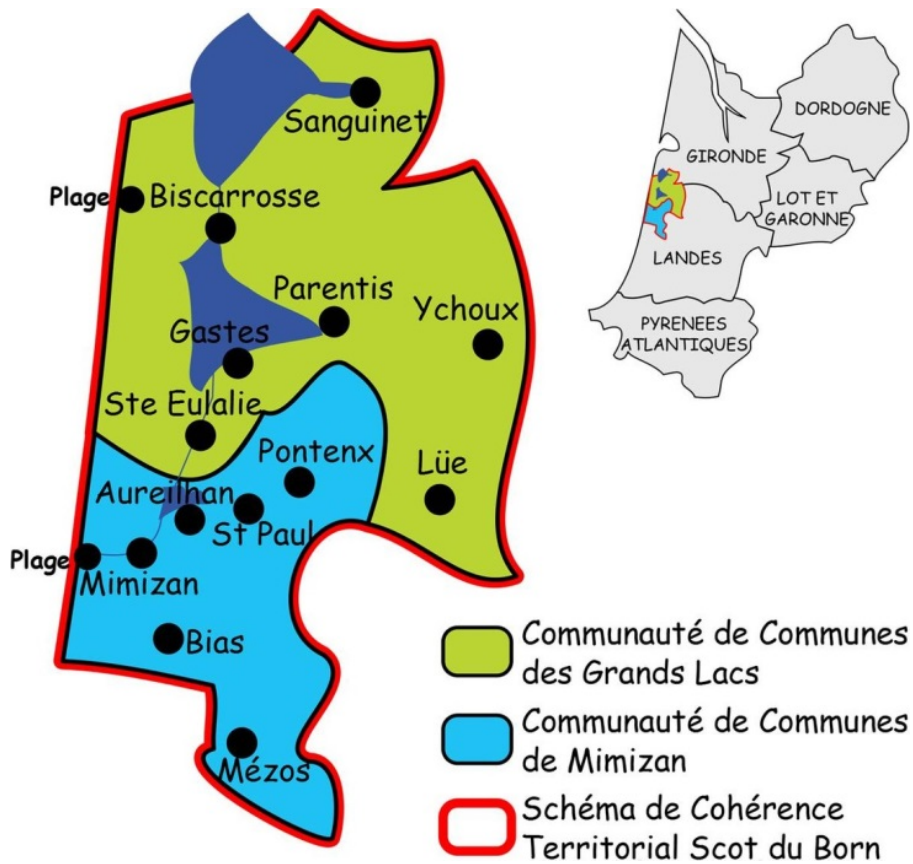 Sanguinet
Plage
Biscarrosse
Parentis
Ychoux
Gastes
Ste Eulalie
Pontenx
Lüe
Aureilhan
St Paul
Plage
Mimizan
Bias
Mézos
DORDOGNE
GIRONDE
LOT ET
GARONNE
LANDES
PYRENEES
ATLANTIQUES
Communauté de Communes
des Grands Lacs
Communauté de Communes
de Mimizan
Schéma de Cohérence
Territorial Scot du Born